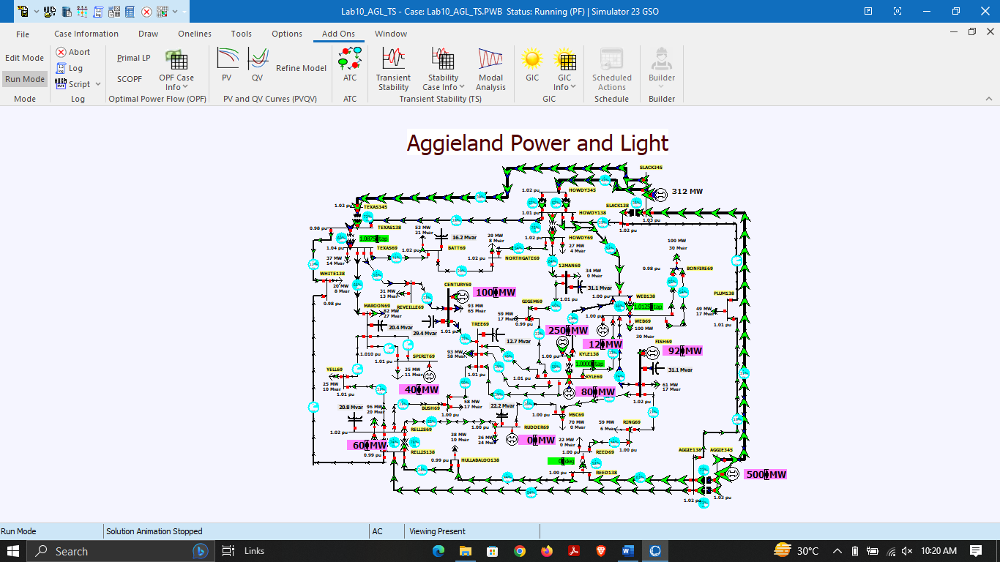 Lab10_AGL_TS - Case: Lab10_AGL_TS.PWB Status: Running (PF) | Simulator 23 GSO
File Case Information Draw Onelines Tools Options Add Ons Window
Edit Mode
Run Mode
Mode
Abort
Log
Script
Log
Primal LP
SCOPF
OPF Case
Info
Optimal Power Flow (OPF)
PV
QV
Refine Model
PV and QV Curves (PVQV)
ATC
ATC
Transient
Stability
Stability
Case Info
Modal
Analysis
Transient Stability (TS)
GIC
GIC
Info
GIC
Scheduled
Actions
Schedule
Builder
Builder
Aggieland Power and Light
SLACK345
312 MW
1.02 pu
HOWDY345
SLACK138
1.03 pu
1.02 pu
1.02 pu
TEXAS345
1.01 pu
HOWDY138
0.98 pu
TEXAS138
53 MW
21 Mvar
16.2 Mvar
29 MW
8 Mvar
1.02 pu
HOWDY69
27 MW
4 Mvar
100 MW
30 Mvar
1.04 pu
TEXAS69
1.02 pu
BATT69
1.02 pu
NORTHGATE69
37 MW
14 Mvar
WHITE138
20 MW
8 Mvar
0.98 pu
12MAN69
34 MW
0 Mvar
31.1 Mvar
1.01 pu
0.98 pu
BONFIRE69
31 MW
13 Mvar
REVEILLE69
CENTURY69
100 MW
93 MW
65 Mvar
1.01 pu
GIGEM69
59 MW
17 Mvar
0.99 pu
1.00 pu
WEB138
1.00 pu
WEB69
100 MW
30 Mvar
PLUM138
49 MW
17 Mvar
1.01 pu
MAROON69
82 MW
27 Mvar
20.4 Mvar
29.4 Mvar
1.010 pu
TREE69
12.7 Mvar
93 MW
58 Mvar
1.01 pu
250 MW
12 MW
1.00 pu
KYLE138
FISH69
92 MW
31.1 Mvar
61 MW
17 Mvar
1.02 pu
1.01 pu
SPIRIT69
35 MW
11 Mvar
40 MW
YELL69
25 MW
10 Mvar
1.01 pu
1.01 pu
KYLE69
80 MW
20.8 Mvar
96 MW
20 Mvar
BUSH69
58 MW
17 Mvar
1.00 pu
22.2 Mvar
1.00 pu
MSC69
70 MW
0 Mvar
59 MW
6 Mvar
RING69
1.02 pu
RELLIS69
1.00 pu
RUDDER69
36 MW
24 Mvar
0 MW
38 MW
10 Mvar
22 MW
0 Mvar
1.00 pu
60 MW
0.99 pu
RELLIS138
0.99 pu
HULLABALOO138
1.00 pu
REED69
1.00 pu
REED138
AGGIE138
AGGIE345
500 MW
1.02 pu
1.03 pu
Run Mode Solution Animation Stopped AC Viewing Present
Search Links 30°C 10:20 AM